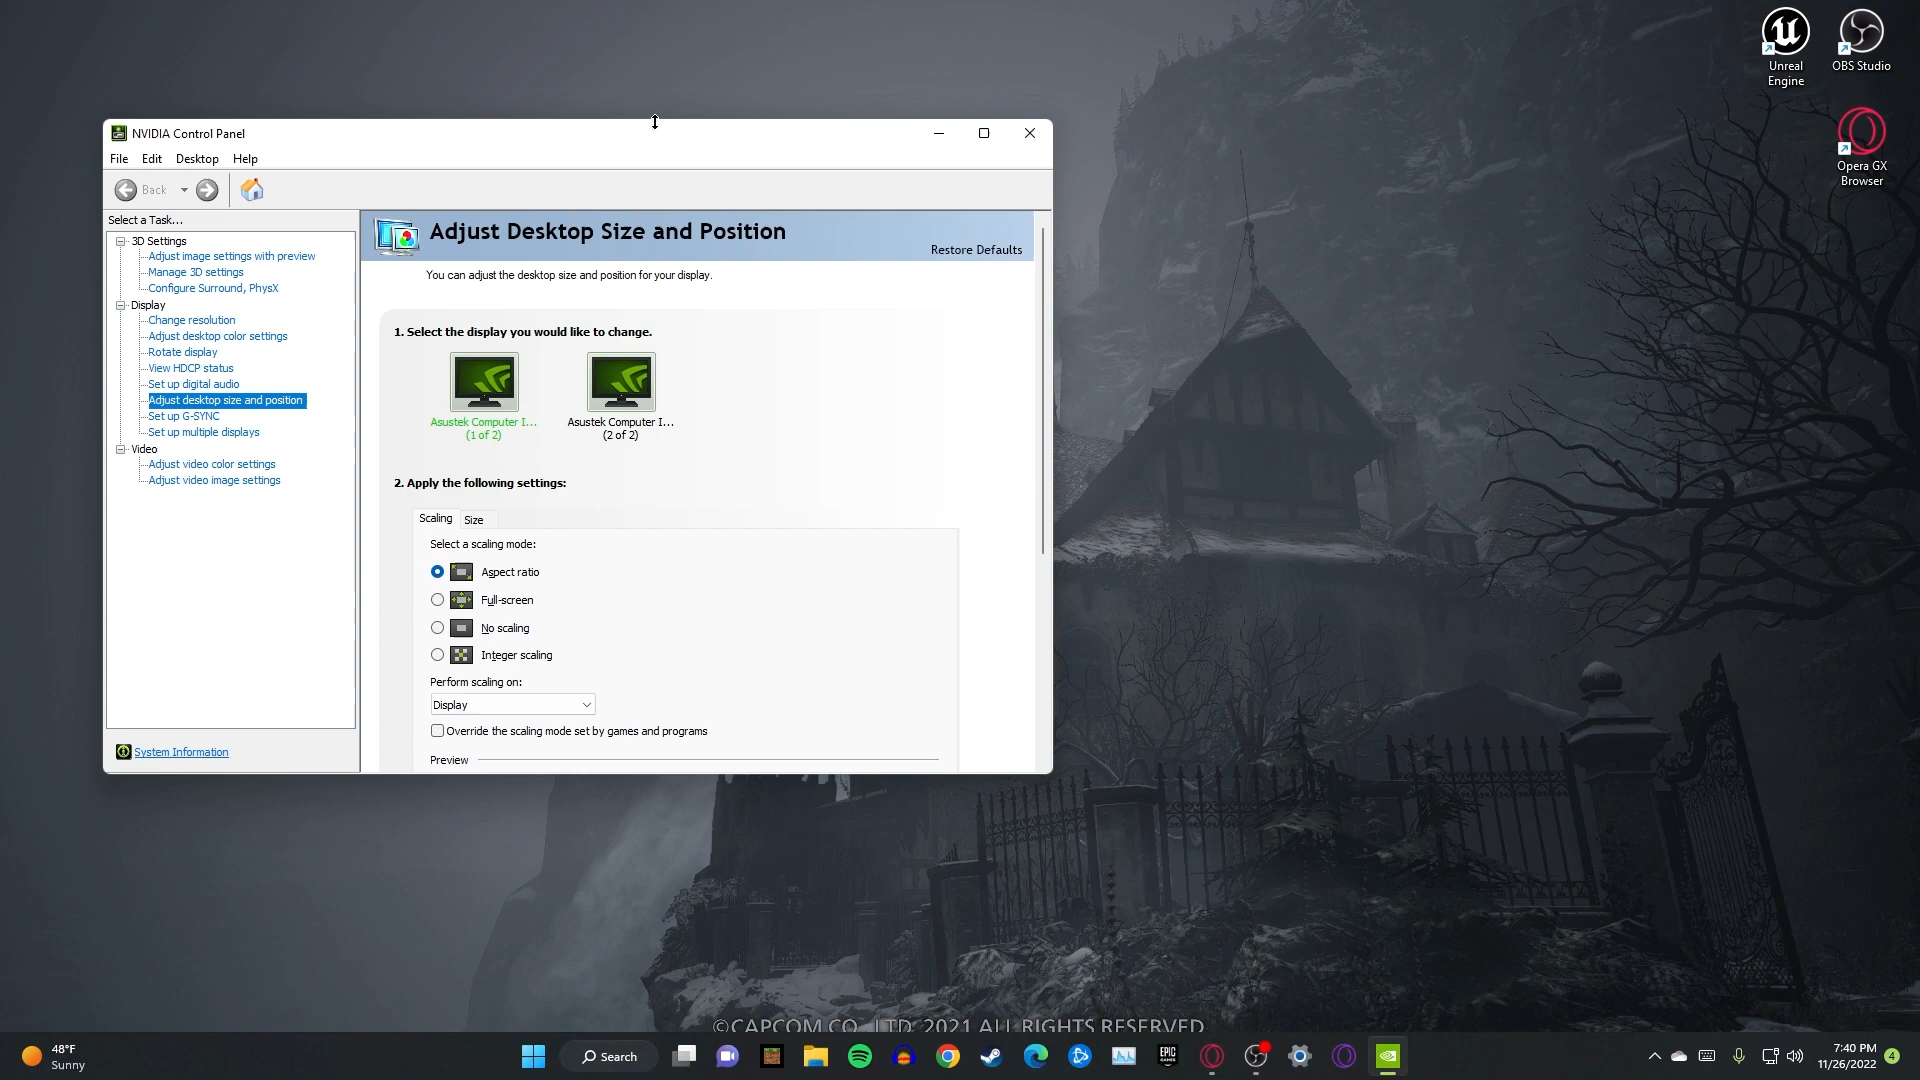 Unreal
Engine
OBS Studio
Opera GX
Browser
NVIDIA Control Panel
File Edit Desktop Help
Back
Select a Task...
3D Settings
Adjust image settings with preview
Manage 3D settings
Configure Surround, PhysX
Display
Change resolution
Adjust desktop color settings
Rotate display
View HDCP status
Set up digital audio
Adjust desktop size and position
Set up G-SYNC
Set up multiple displays
Video
Adjust video color settings
Adjust video image settings
System Information
Adjust Desktop Size and Position
Restore Defaults
You can adjust the desktop size and position for your display.
1. Select the display you would like to change.
Asustek Computer I...
(1 of 2)
Asustek Computer I...
(2 of 2)
2. Apply the following settings:
Scaling Size
Select a scaling mode:
Aspect ratio
Full-screen
No scaling
Integer scaling
Perform scaling on:
Display
Override the scaling mode set by games and programs
Preview
©CAPCOM CO., LTD. 2021 ALL RIGHTS RESERVED
48°F
Sunny
Search
EPIC
GAMES
7:40 PM
11/26/2022
4